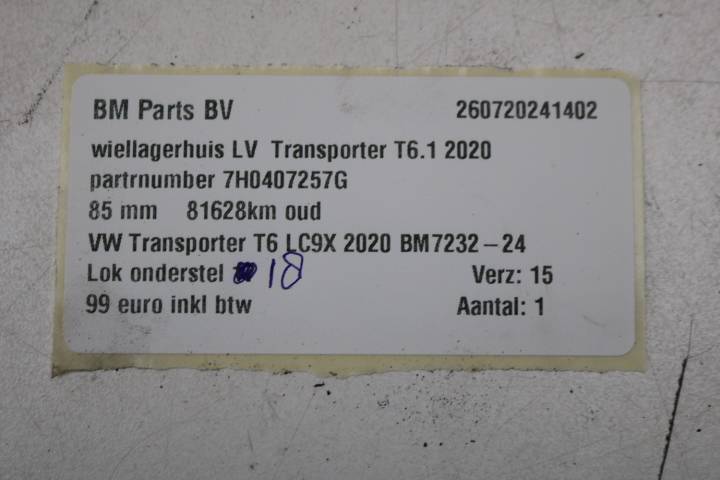 BM Parts BV 260720241402
wiellagerhuis LV Transporter T6.1 2020
partrnumber 7H0407257G
85 mm 81628km oud
VW Transporter T6 LC9X 2020 BM7232-24
Lok onderstel 18 Verz: 15
99 euro inkl btw Aantal: 1